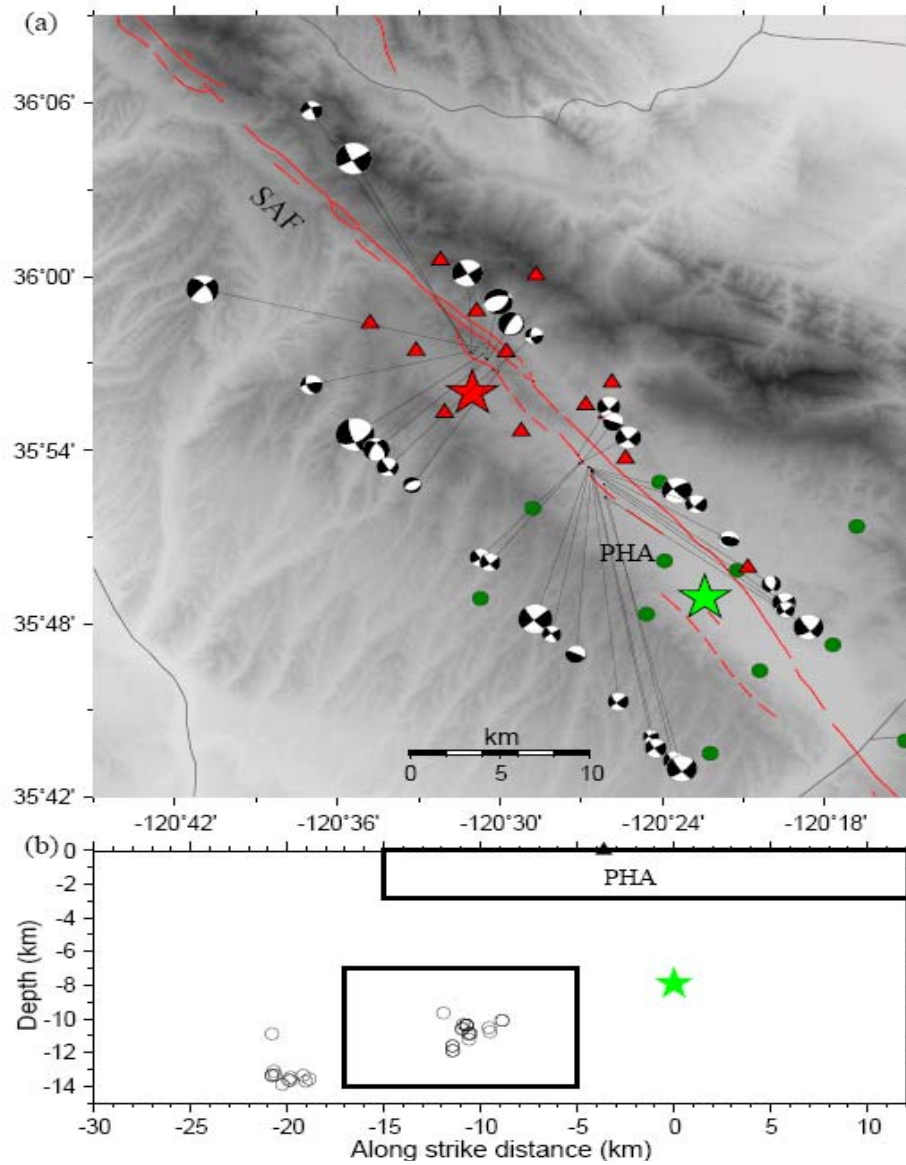 (a)
36°06'
SAF
36°00'
35°54'
PHA
35°48'
km
0 5 10
35°42'
-120°42' -120°36' -120°30' -120°24' -120°18'
(b)
0
PHA
-2
-4
-6
-8
-10
-12
-14
Depth (km)
-30 -25 -20 -15 -10 -5 0 5 10
Along strike distance (km)